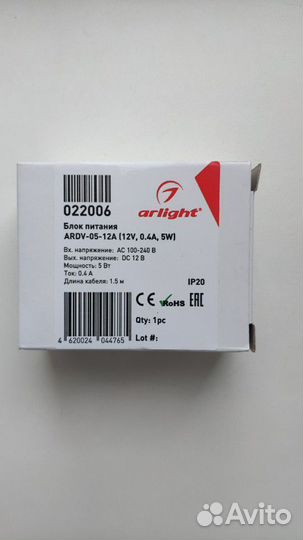 022006
arlight®
Блок питания
ARDV-05-12A (12V, 0.4A, 5W)
Вх. напряжение: AC 100-240 В
Вых. напряжение: DC 12 В
Мощность: 5 Вт
Ток: 0.4 А
Длина кабеля: 1.5 м
IP20
CE RoHS EAC
Qty: 1pc
Lot #:
4 620024 044765
Avito